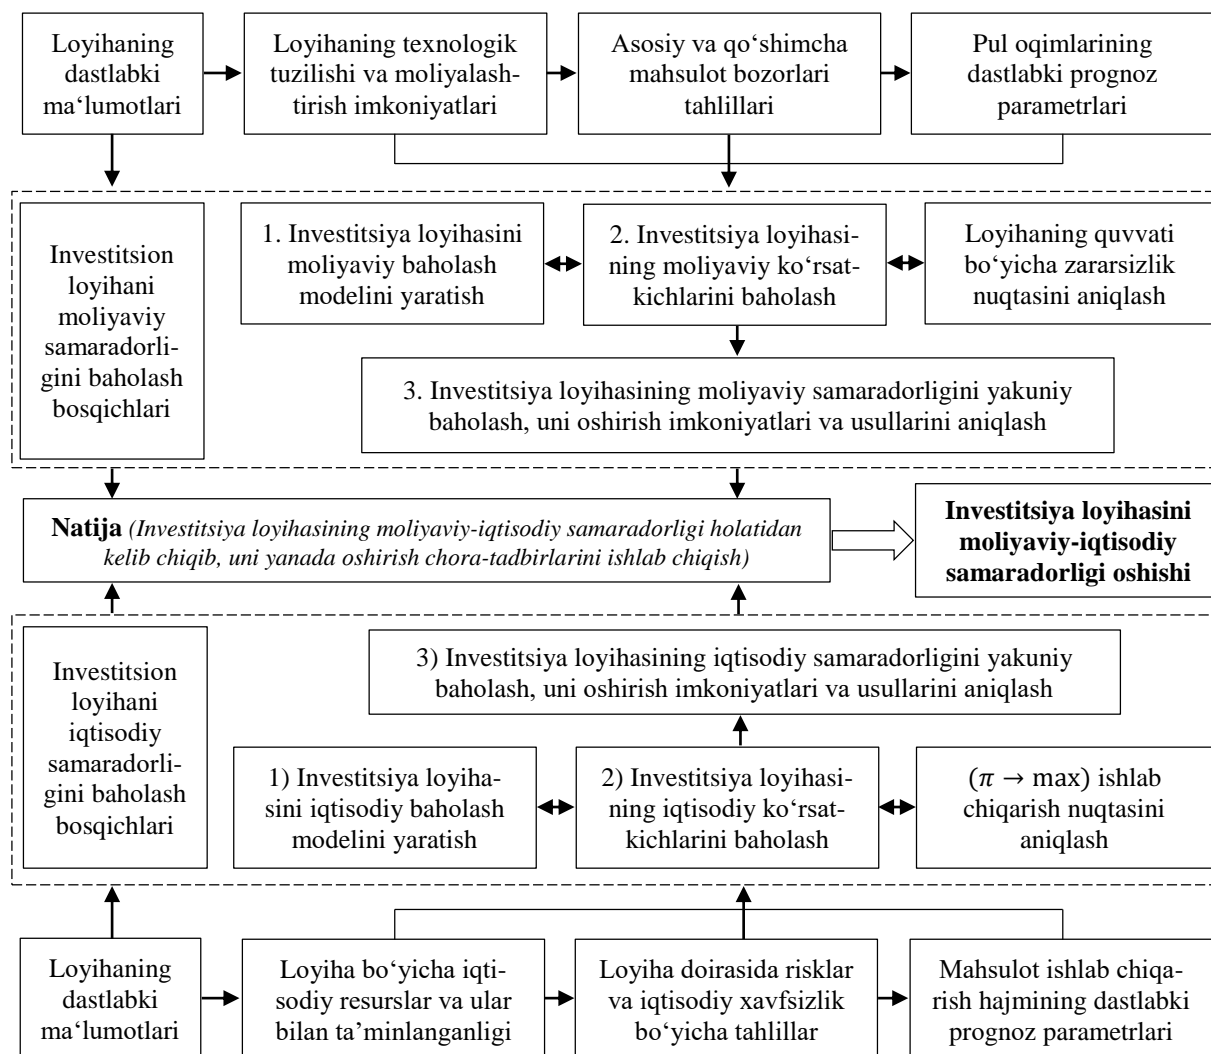 Loyihaning
dastlabki
ma‘lumotlari
Loyihaning texnologik
tuzilishi va moliyalash-
tirish imkoniyatlari
Asosiy va qo‘shimcha
mahsulot bozorlari
tahlillari
Pul oqimlarining
dastlabki prognoz
parametrlari
Investitsion
loyihani
moliyaviy
samaradorli-
gini baholash
bosqichlari
1. Investitsiya loyihasini
moliyaviy baholash
modelini yaratish
2. Investitsiya loyihasi-
ning moliyaviy ko‘rsat-
kichlarini baholash
Loyihaning quvvati
bo‘yicha zararsizlik
nuqtasini aniqlash
3. Investitsiya loyihasining moliyaviy samaradorligini yakuniy
baholash, uni oshirish imkoniyatlari va usullarini aniqlash
Natija (Investitsiya loyihasining moliyaviy-iqtisodiy samaradorligi holatidan
kelib chiqib, uni yanada oshirish chora-tadbirlarini ishlab chiqish)
Investitsiya loyihasini
moliyaviy-iqtisodiy
samaradorligi oshishi
Investitsion
loyihani
iqtisodiy
samaradorli-
gini baholash
bosqichlari
3) Investitsiya loyihasining iqtisodiy samaradorligini yakuniy
baholash, uni oshirish imkoniyatlari va usullarini aniqlash
1) Investitsiya loyiha-
sini iqtisodiy baholash
modelini yaratish
2) Investitsiya loyihasi-
ning iqtisodiy ko‘rsat-
kichlarini baholash
(π → max) ishlab
chiqarish nuqtasini
aniqlash
Loyihaning
dastlabki
ma‘lumotlari
Loyiha bo‘yicha iqti-
sodiy resurslar va ular
bilan ta’minlanganligi
Loyiha doirasida risklar
va iqtisodiy xavfsizlik
bo‘yicha tahlillar
Mahsulot ishlab chiqa-
rish hajmining dastlabki
prognoz parametrlari